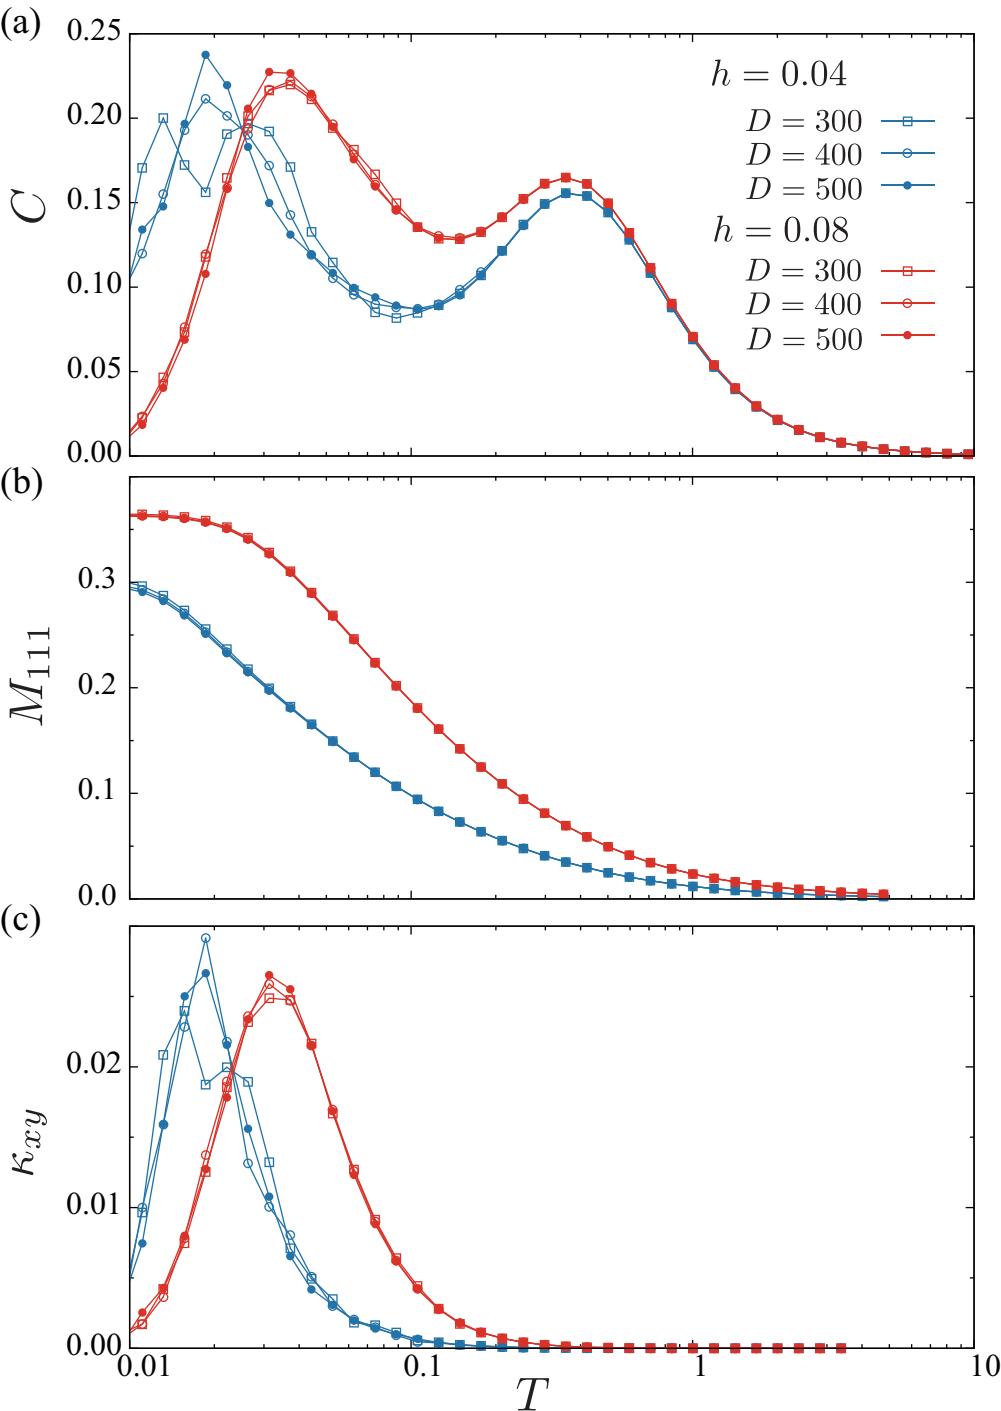 (a)
0.25
0.20
0.15
0.10
0.05
0.00
C
h = 0.04
D = 300
D = 400
D = 500
h = 0.08
D = 300
D = 400
D = 500
(b)
0.3
0.2
0.1
0.0
M111
(c)
0.02
0.01
0.00
κxy
0.01 0.1 1 10
T